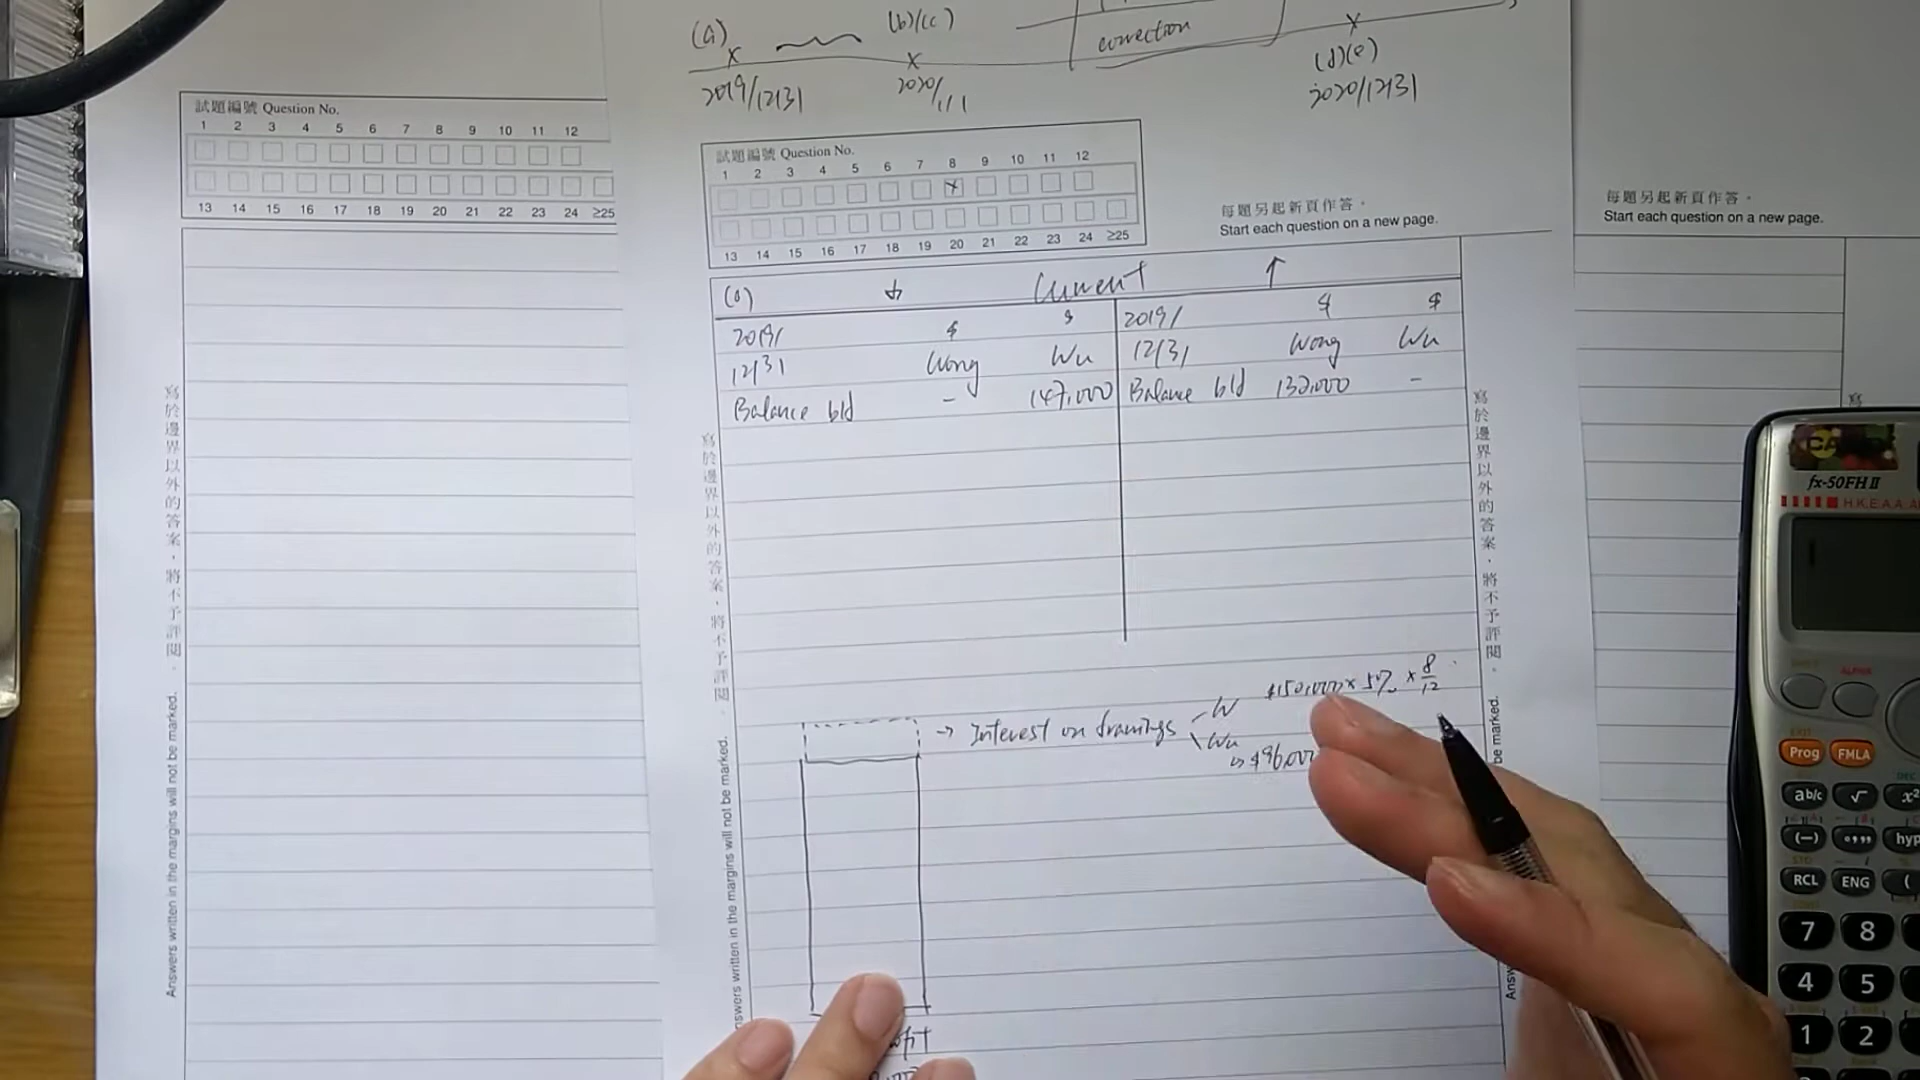 (a)
(b)/(c)
correction
(d)(e)
2019/12/31
2020/1/1
2020/12/31
試題編號 Question No.
1 2 3 4 5 6 7 8 9 10 11 12
13 14 15 16 17 18 19 20 21 22 23 24 ≥25
試題編號 Question No.
1 2 3 4 5 6 7 8 9 10 11 12
13 14 15 16 17 18 19 20 21 22 23 24 ≥25
每題另起新頁作答。
Start each question on a new page.
每題另起新頁作答。
Start each question on a new page.
(a) ↓ Current ↑
2019/ $ $ 2019/ $ $
12/31 Wong Wu 12/31 Wong Wu
Balance b/d - 147,000 Balance b/d 132,000 -
→ Interest on drawings
W $150,000 × 5% × 8/12
Wu
→ $96,00
寫於邊界以外的答案，將不予評閱。
Answers written in the margins will not be marked.
寫於邊界以外的答案，將不予評閱
Answers written in the margins will not be marked.
寫於邊界以外的答案，將不予評閱。
be marked.
Answ
寫
fx-50FH II
H.K.E.A.A. A
ALPHA
EXIT
Prog FMLA
ab/c √ x²
(−) hyp
RCL ENG (
7 8
4 5
1 2